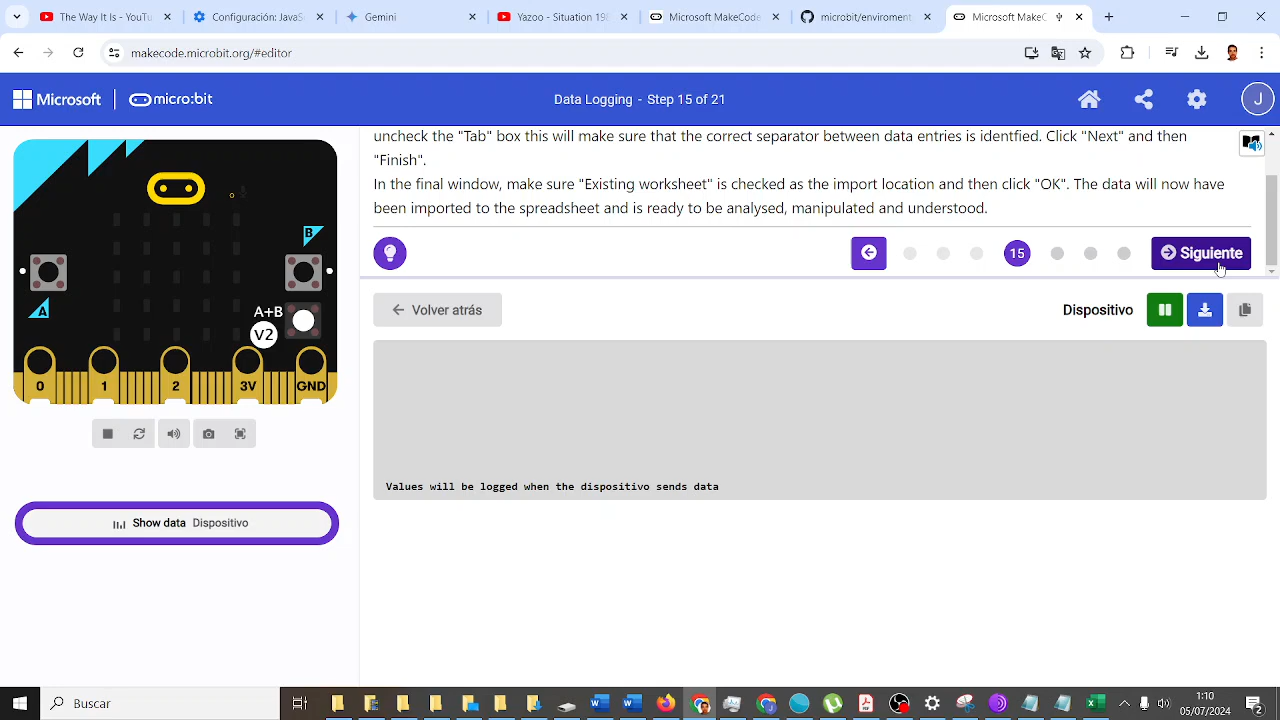 The Way It Is - YouTu
Configuración: JavaS
Gemini
Yazoo - Situation 198
Microsoft MakeC
microbit/enviroment
Microsoft MakeC
makecode.microbit.org/#editor
Microsoft
micro:bit
Data Logging - Step 15 of 21
J
uncheck the "Tab" box this will make sure that the correct separator between data entries is identfied. Click "Next" and then
"Finish".
In the final window, make sure "Existing worksheet" is checked as the import location and then click "OK". The data will now have
been imported to the spreadsheet and is ready to be analysed, manipulated and understood.
15
Siguiente
B
A
A+B
V2
0
1
2
3V
GND
Volver atrás
Dispositivo
Values will be logged when the dispositivo sends data
Show data Dispositivo
Buscar
1:10
05/07/2024
2